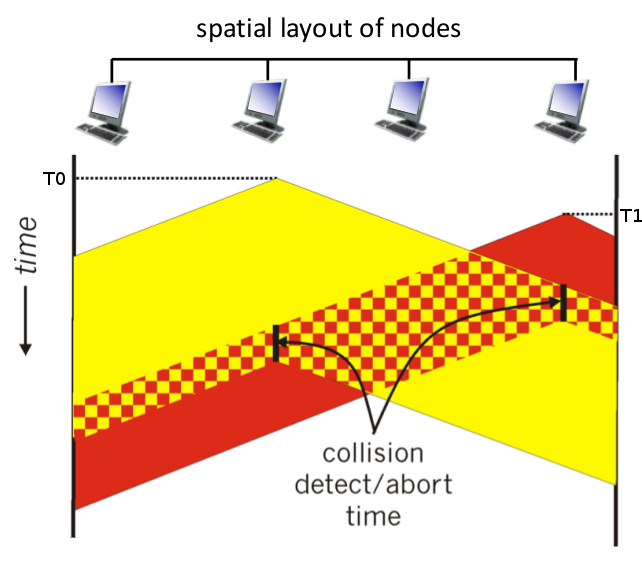 spatial layout of nodes
T0
T1
time
collision
detect/abort
time